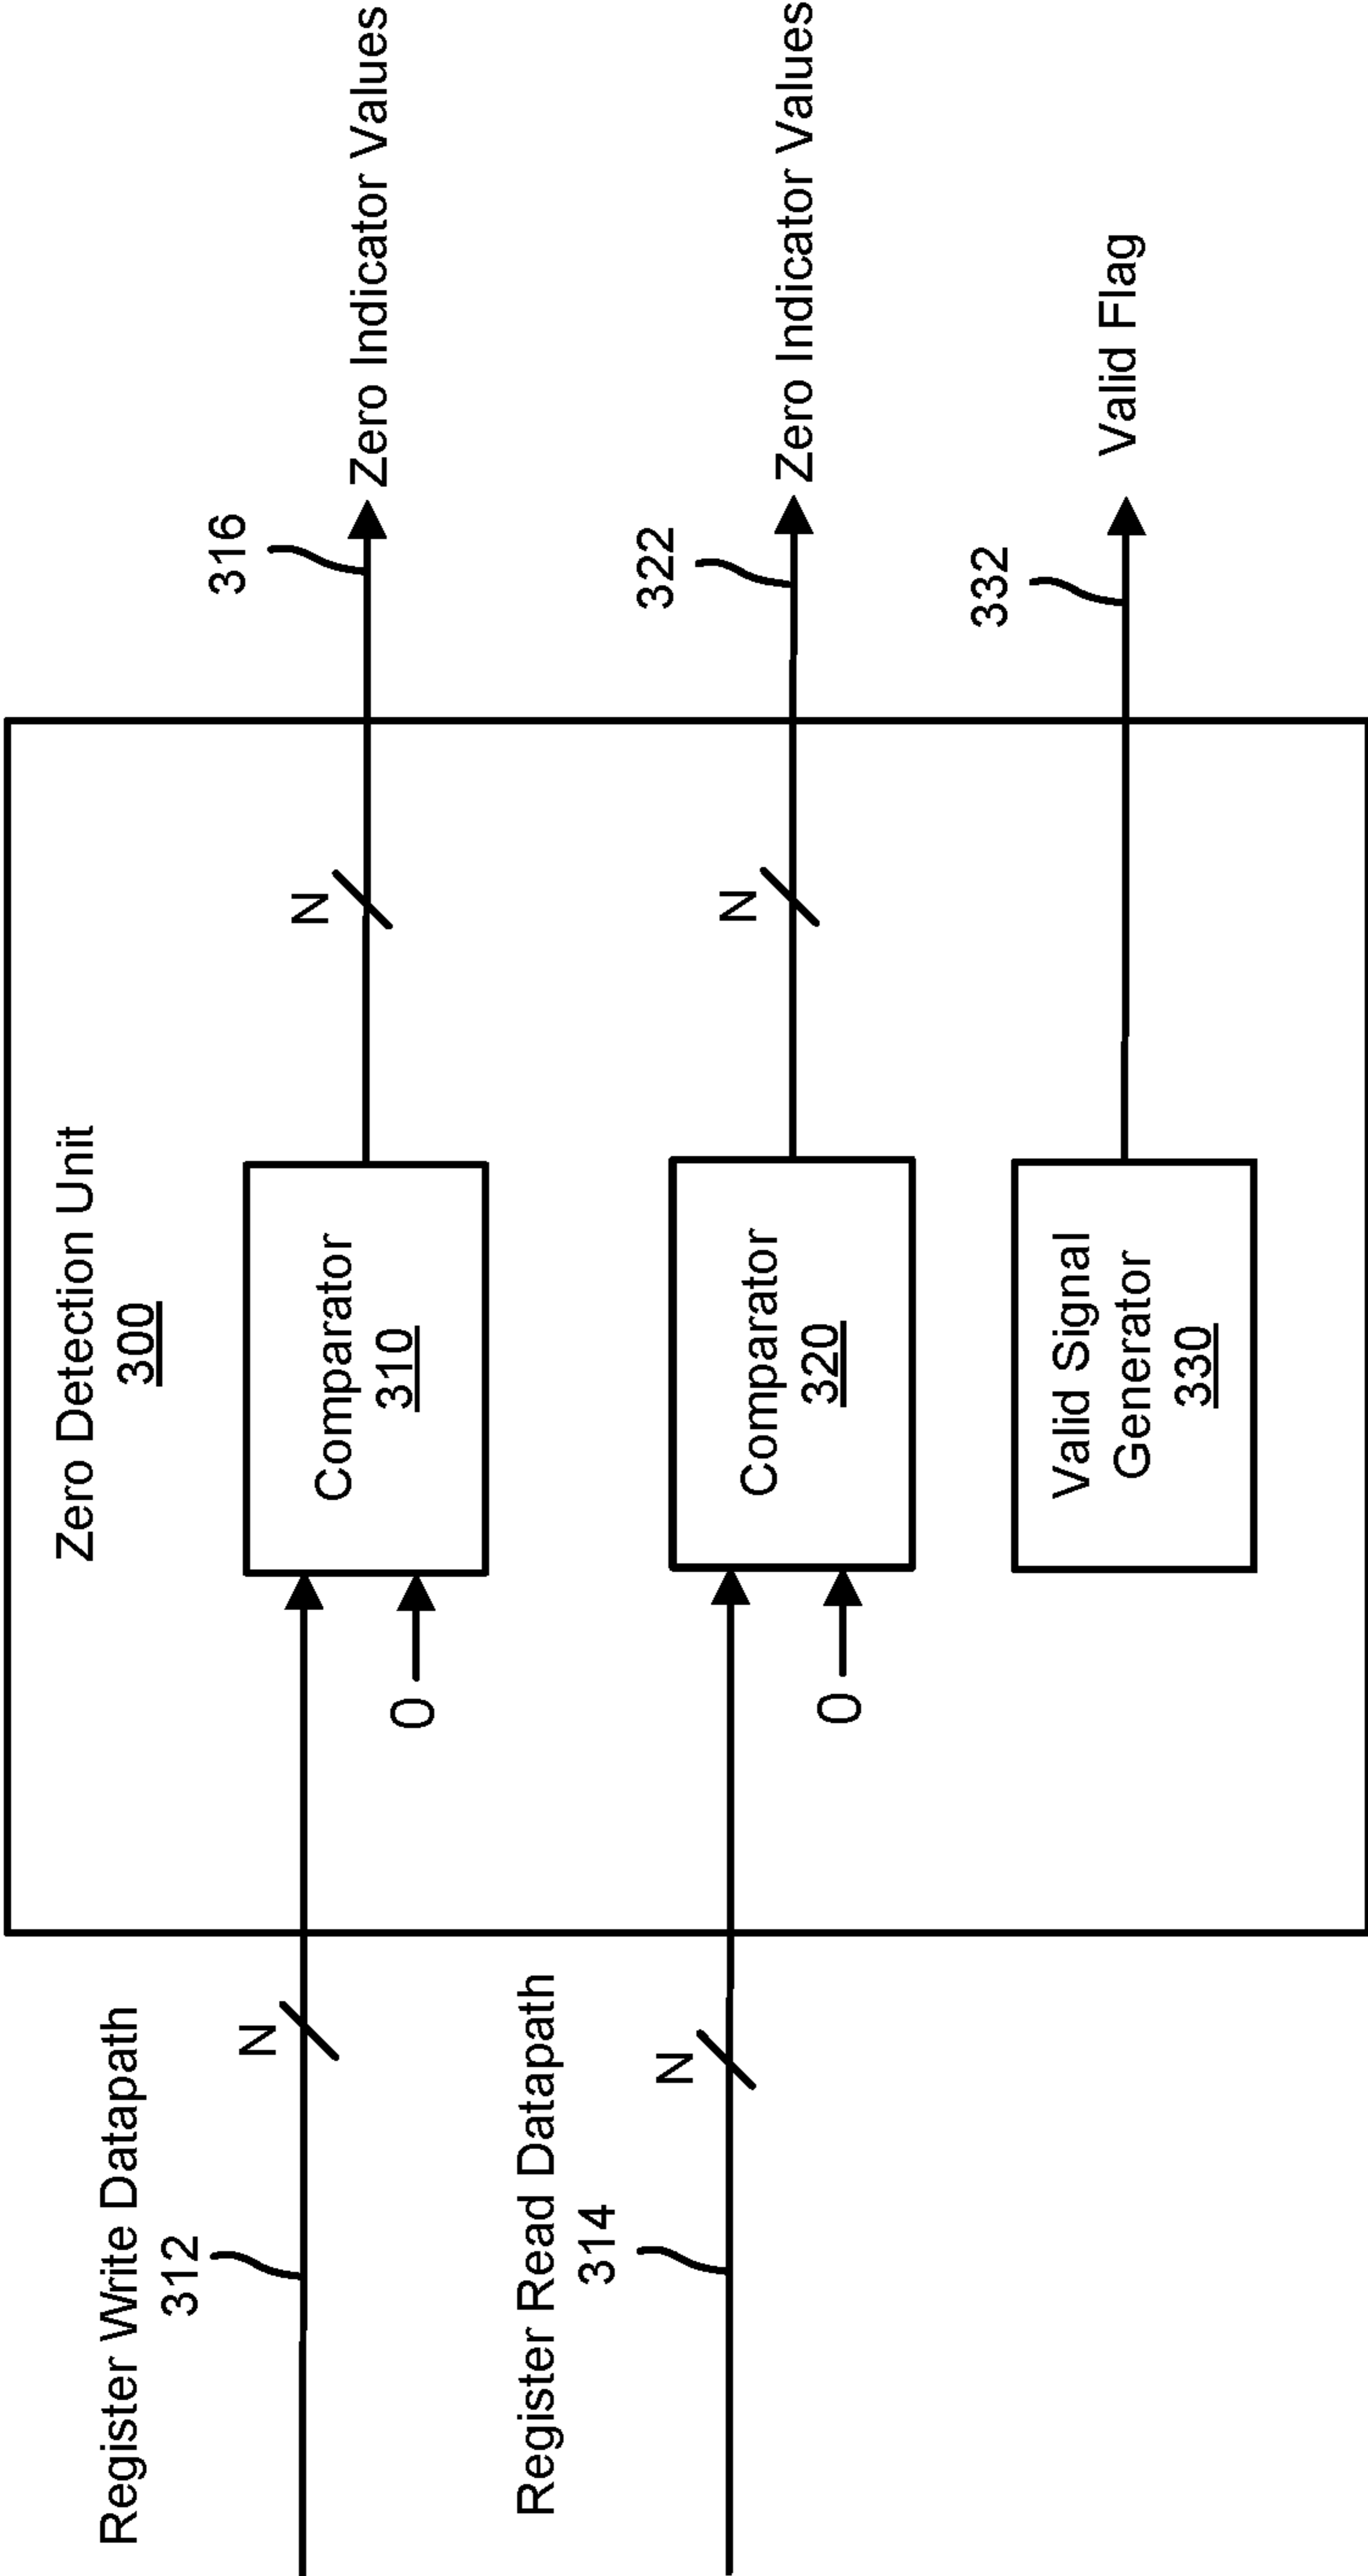 Zero Detection Unit
300
Register Write Datapath
312
N
0
Comparator
310
N
316
Zero Indicator Values
Register Read Datapath
314
N
0
Comparator
320
N
322
Zero Indicator Values
Valid Signal
Generator
330
332
Valid Flag